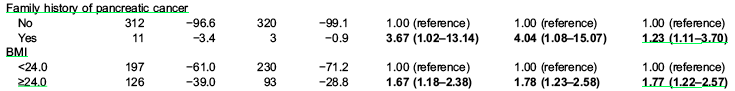 Family history of pancreatic cancer
No 312 −96.6 320 −99.1 1.00 (reference) 1.00 (reference) 1.00 (reference)
Yes 11 −3.4 3 −0.9 3.67 (1.02–13.14) 4.04 (1.08–15.07) 1.23 (1.11–3.70)
BMI
<24.0 197 −61.0 230 −71.2 1.00 (reference) 1.00 (reference) 1.00 (reference)
≥24.0 126 −39.0 93 −28.8 1.67 (1.18–2.38) 1.78 (1.23–2.58) 1.77 (1.22–2.57)